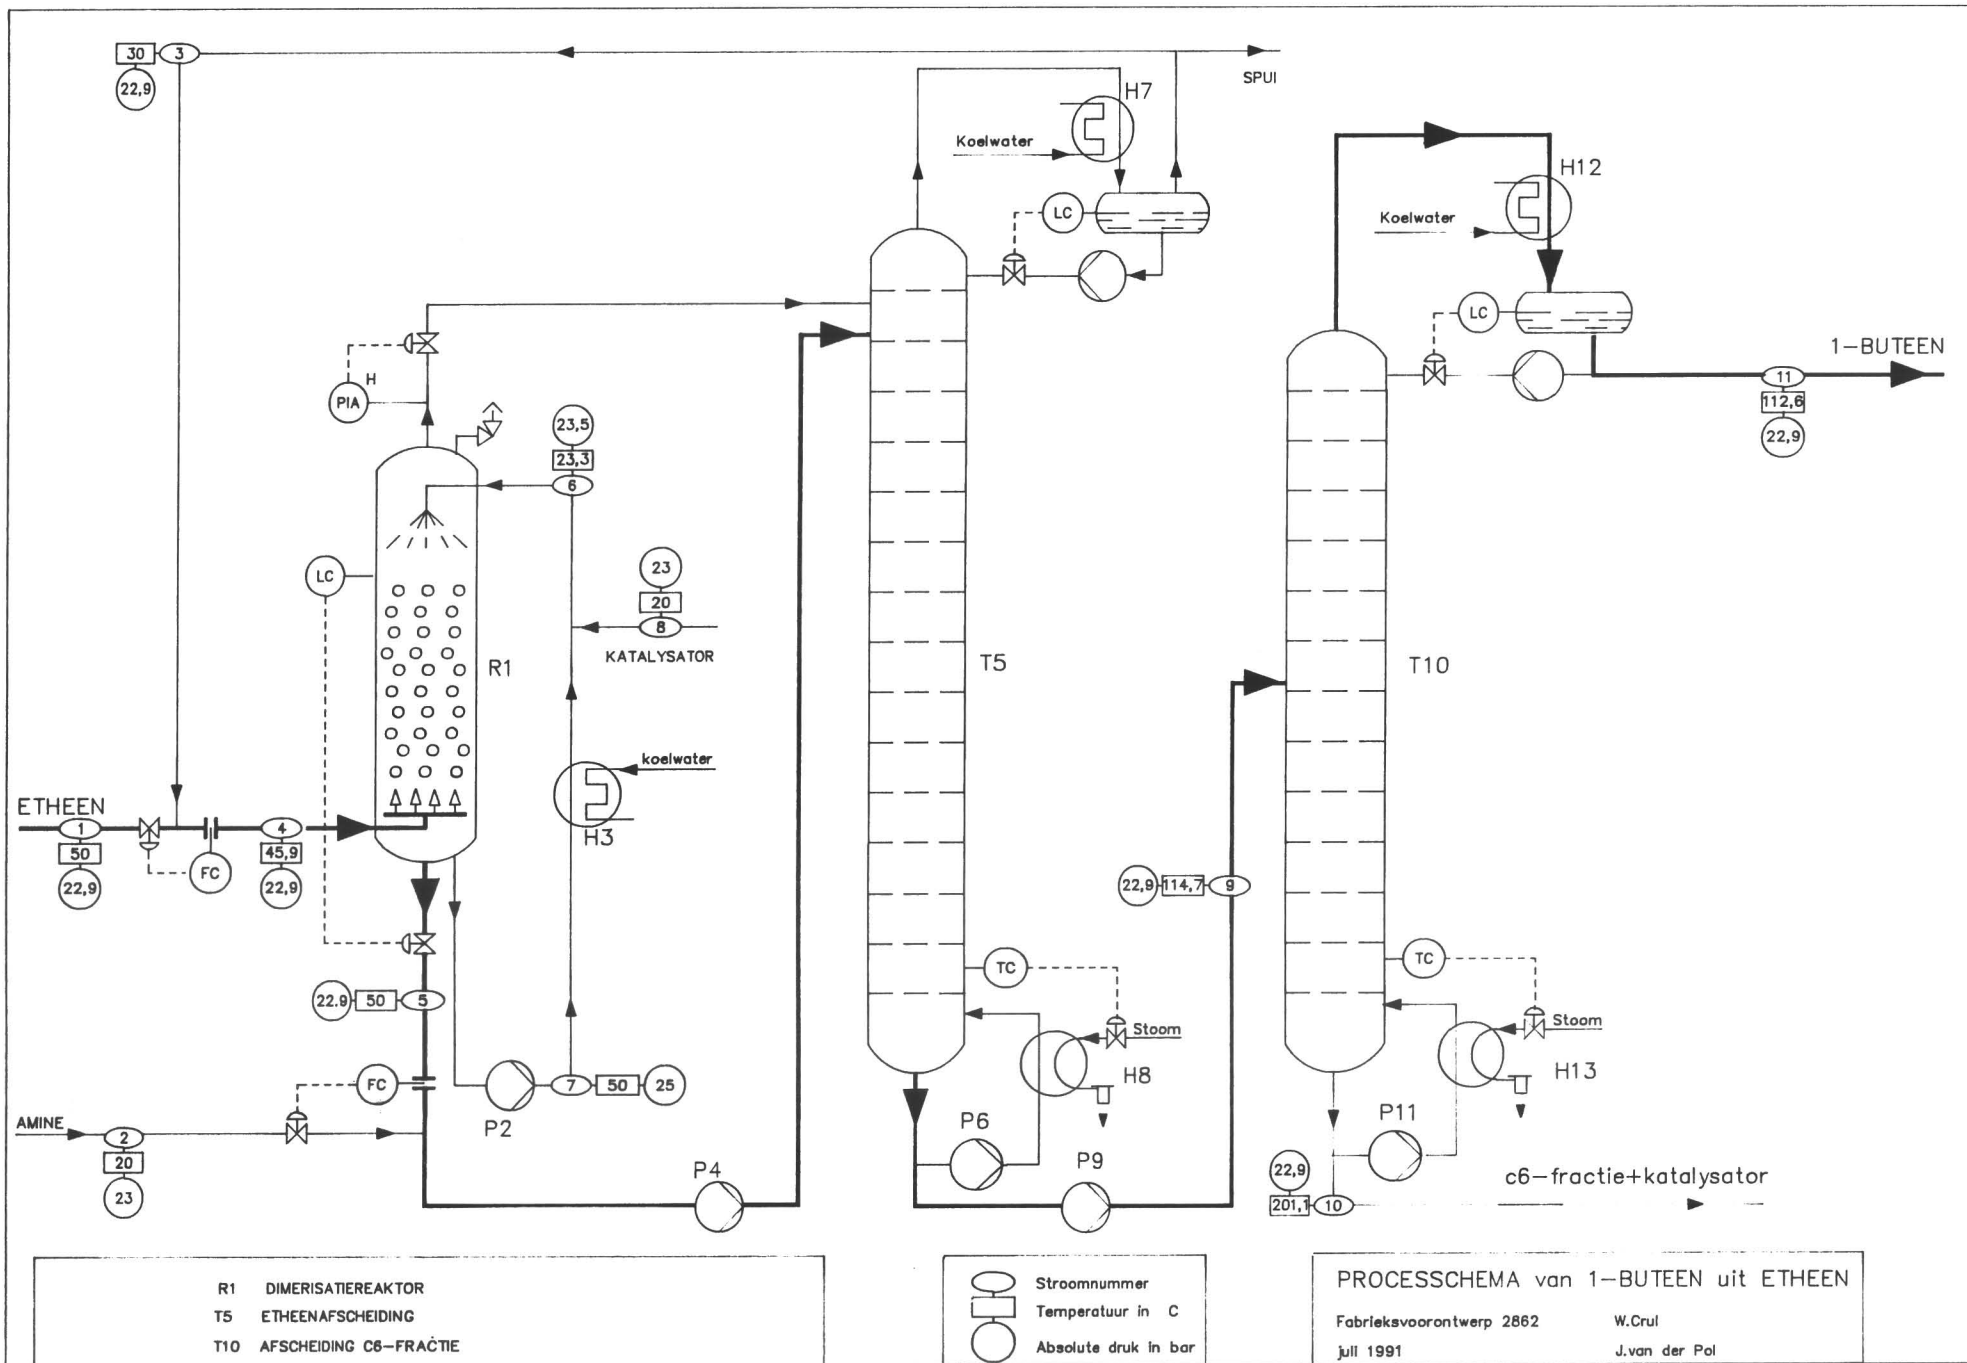 30
3
22,9
SPUI
H7
Koelwater
LC
H12
Koelwater
LC
1-BUTEEN
11
112,6
22,9
H
PIA
23,5
23,3
6
LC
23
20
8
KATALYSATOR
R1
T5
T10
koelwater
H3
ETHEEN
1
50
22,9
FC
4
45,9
22,9
22,9
114,7
9
22.9
50
5
TC
Stoom
H8
TC
Stoom
H13
FC
P2
7
50
25
AMINE
2
20
23
P4
P6
P9
P11
22,9
201,1
10
c6-fractie+katalysator
R1 DIMERISATIEREAKTOR
T5 ETHEENAFSCHEIDING
T10 AFSCHEIDING C6-FRACTIE
Stroomnummer
Temperatuur in C
Absolute druk in bar
PROCESSCHEMA van 1-BUTEEN uit ETHEEN
Fabrieksvoorontwerp 2862 W.Crul
juli 1991 J.van der Pol